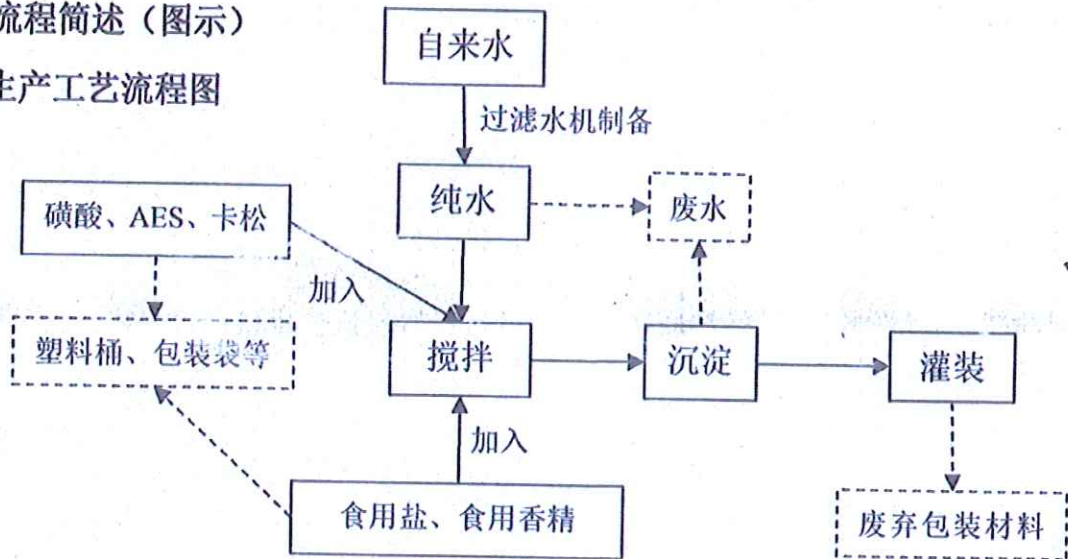 流程简述（图示）
生产工艺流程图
自来水
过滤水机制备
纯水
废水
磺酸、AES、卡松
加入
塑料桶、包装袋等
搅拌
沉淀
灌装
加入
食用盐、食用香精
废弃包装材料